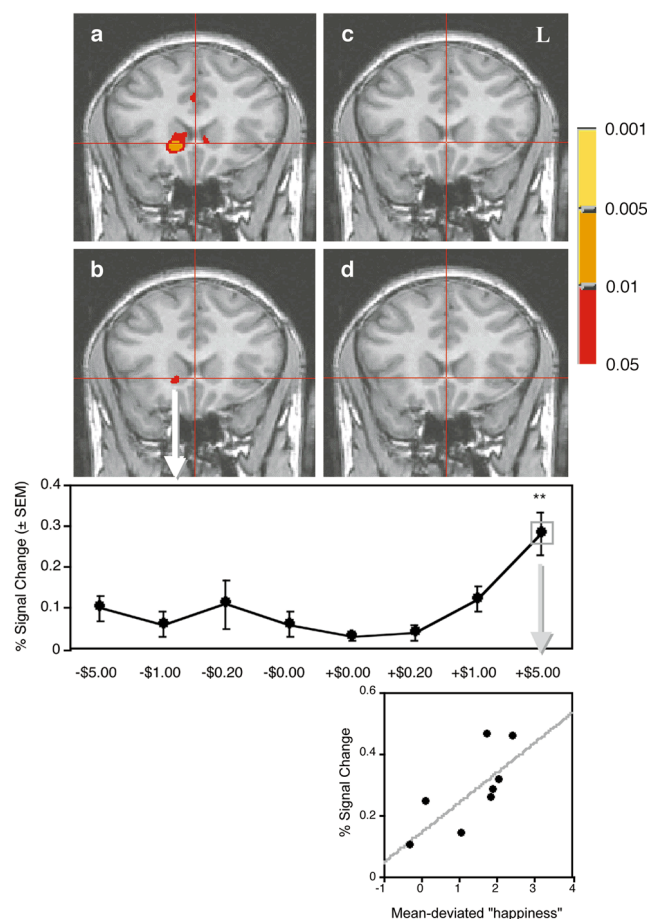 a
c
L
0.001
0.005
0.01
0.05
b
d
% Signal Change (± SEM)
0.4
0.3
0.2
0.1
0
**
-$5.00 -$1.00 -$0.20 -$0.00 +$0.00 +$0.20 +$1.00 +$5.00
% Signal Change
0.6
0.4
0.2
0
-1 0 1 2 3 4
Mean-deviated "happiness"